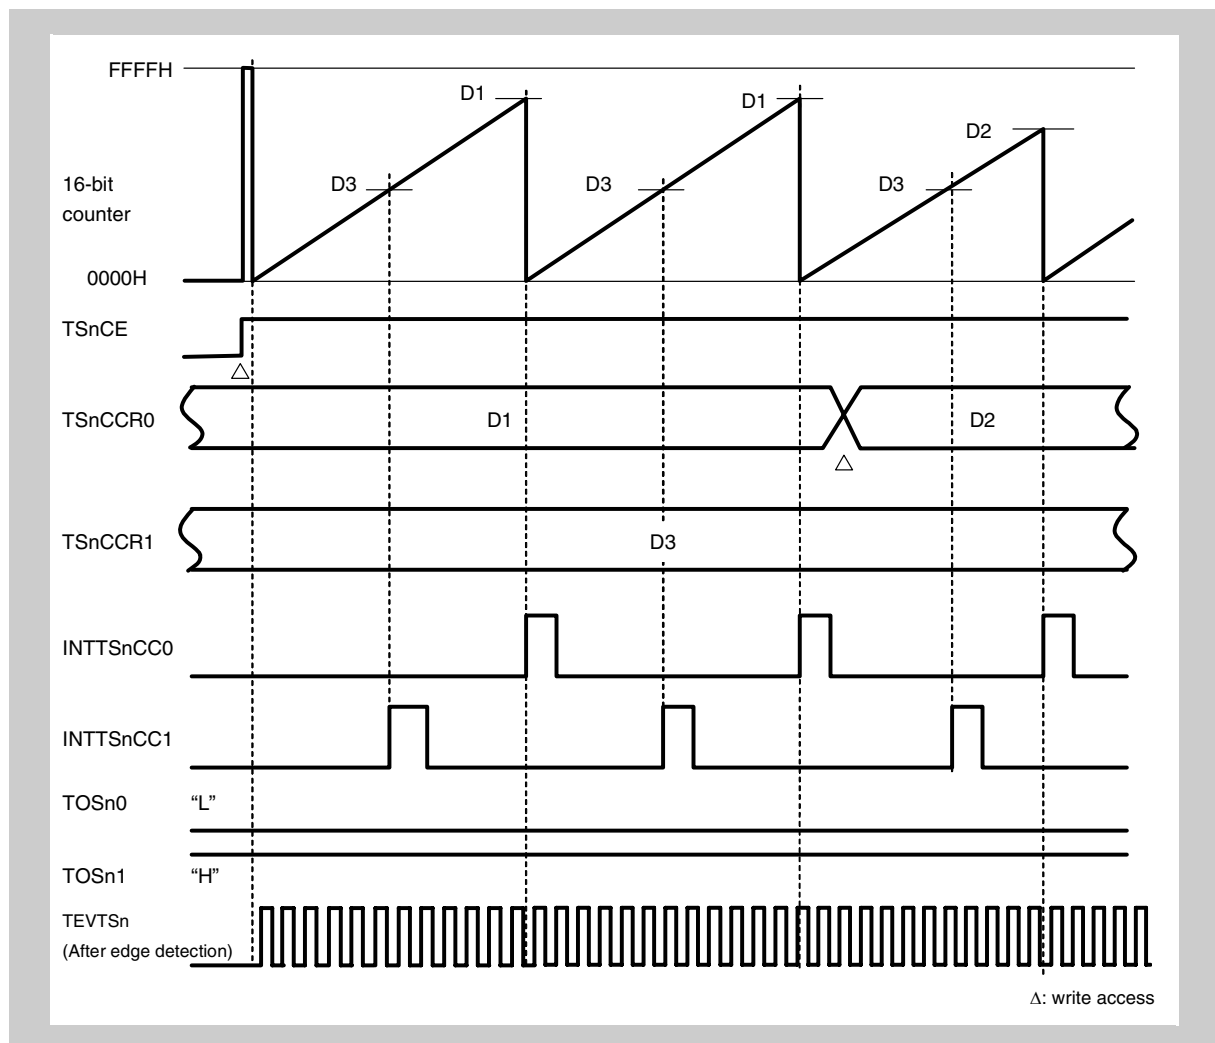 FFFFH
D1
D1
D2
16-bit
counter
D3
D3
D3
0000H
TSnCE
Δ
TSnCCR0
D1
D2
Δ
TSnCCR1
D3
INTTSnCC0
INTTSnCC1
TOSn0 “L”
TOSn1 “H”
TEVTSn
(After edge detection)
Δ: write access